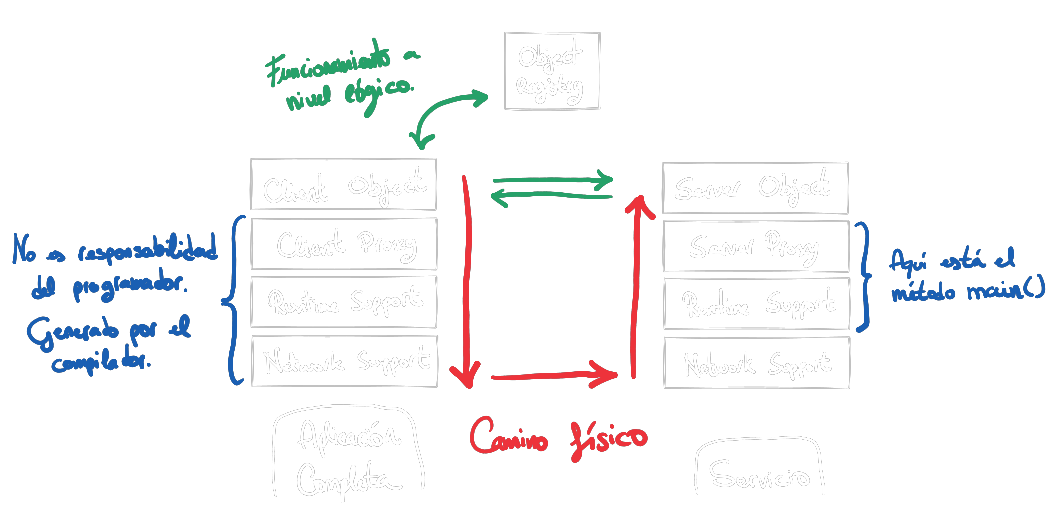 Funcionamiento a
nivel lógico.
Object
Registry
Client Object
Server Object
Client Proxy
Server Proxy
No es responsabilidad
del programador.
Generado por el
compilador.
Runtime Support
Runtime Support
Aquí está el
método main()
Network Support
Network Support
Camino físico
Completa
Servicio